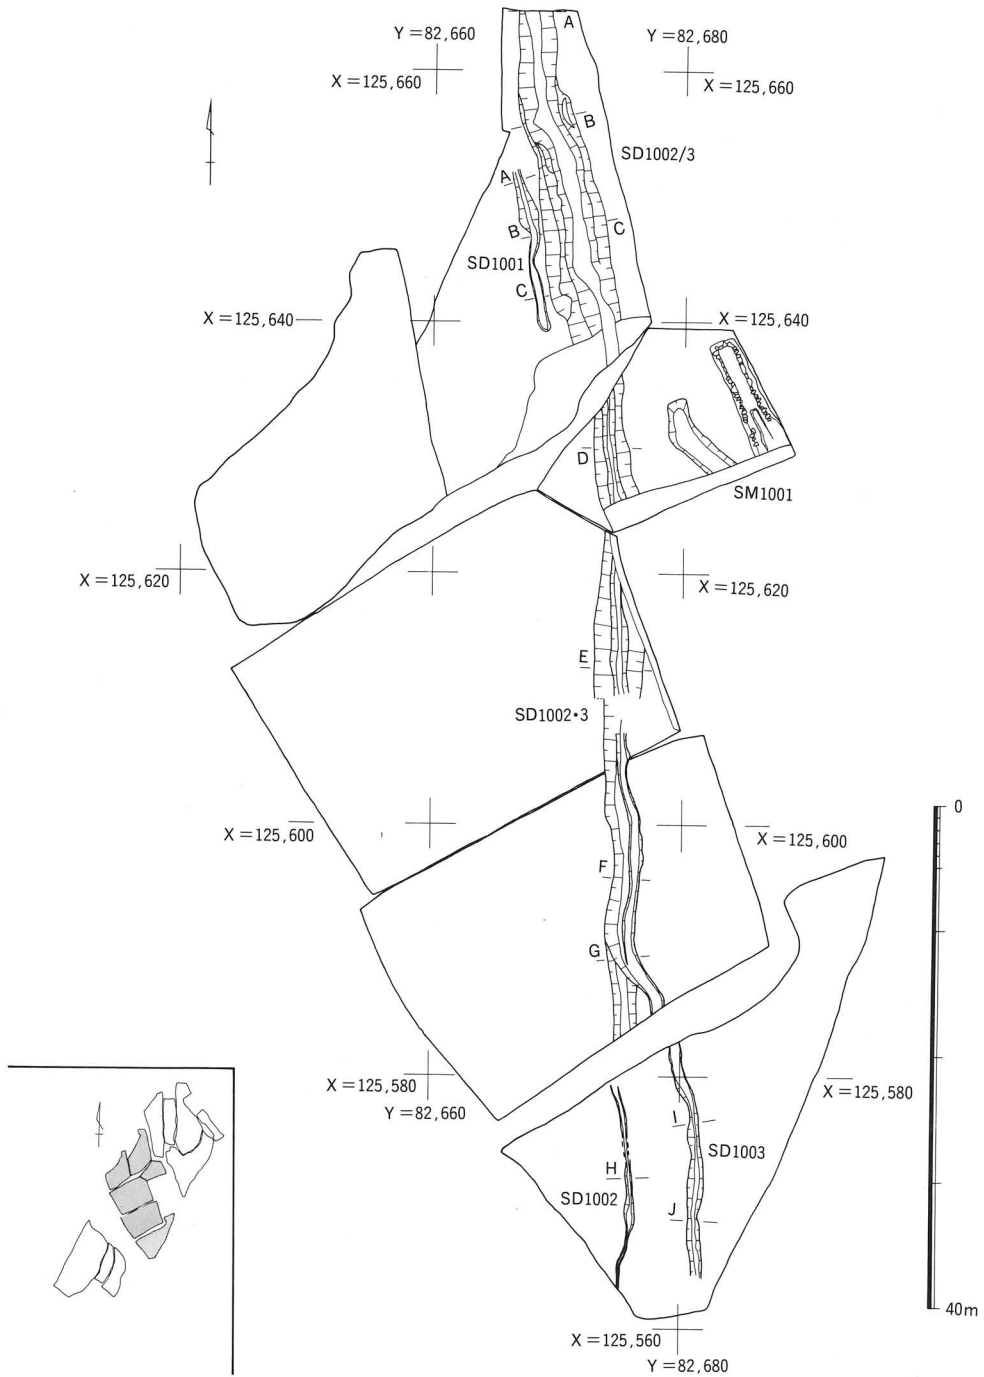 A
Y=82,660
Y=82,680
X=125,660
X=125,660
B
SD1002/3
A
C
B
SD1001
C
X=125,640
X=125,640
D
SM1001
X=125,620
X=125,620
E
SD1002•3
0
X=125,600
X=125,600
F
G
X=125,580
X=125,580
Y=82,660
I
SD1003
H
SD1002
J
40m
X=125,560
Y=82,680